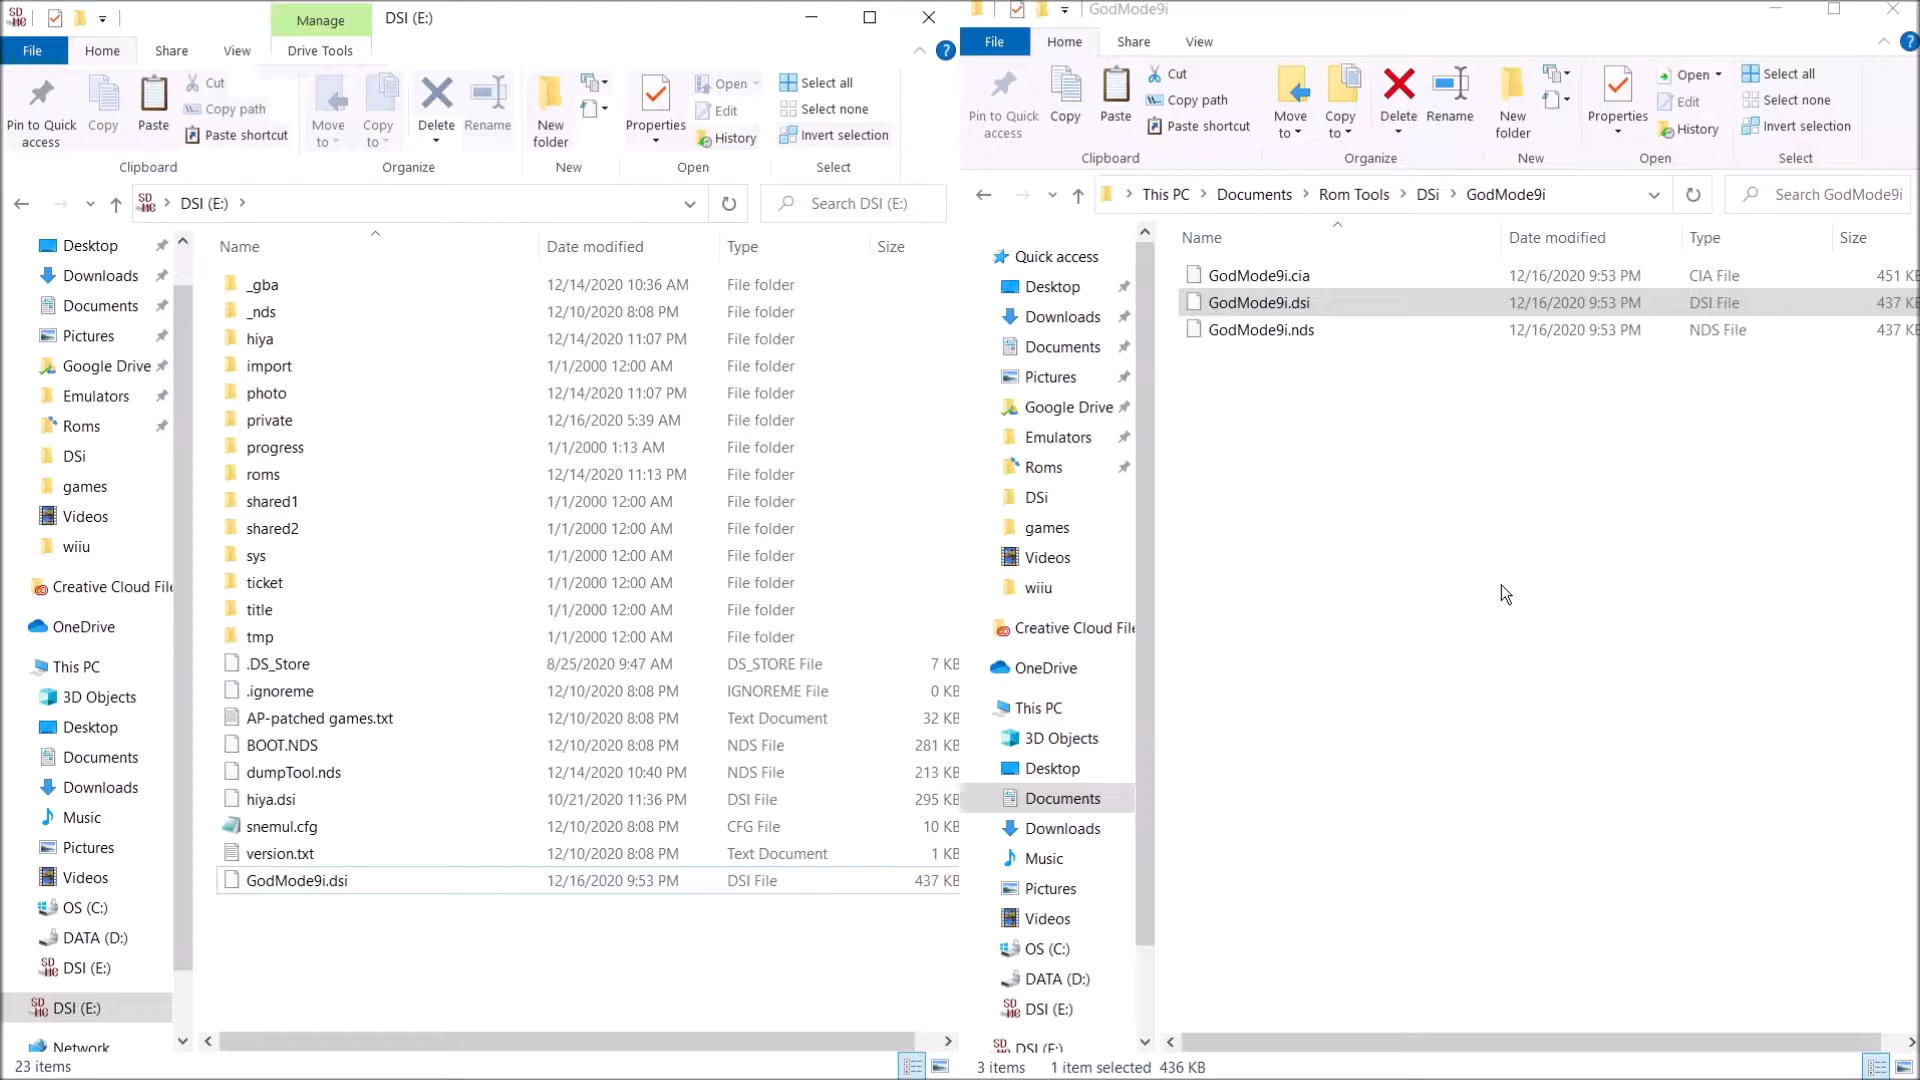 Manage
DSI (E:)
File
Home
Share
View
Drive Tools
Pin to Quick access
Copy
Paste
Cut
Copy path
Paste shortcut
Move to
Copy to
Delete
Rename
New folder
Properties
Open
Edit
History
Select all
Select none
Invert selection
Clipboard
Organize
New
Open
Select
DSI (E:)
Search DSI (E:)
Desktop
Downloads
Documents
Pictures
Google Drive
Emulators
Roms
DSi
games
Videos
wiiu
Creative Cloud File
OneDrive
This PC
3D Objects
Desktop
Documents
Downloads
Music
Pictures
Videos
OS (C:)
DATA (D:)
DSI (E:)
DSI (E:)
Network
Name Date modified Type Size
_gba 12/14/2020 10:36 AM File folder
_nds 12/10/2020 8:08 PM File folder
hiya 12/14/2020 11:07 PM File folder
import 1/1/2000 12:00 AM File folder
photo 12/14/2020 11:07 PM File folder
private 12/16/2020 5:39 AM File folder
progress 1/1/2000 1:13 AM File folder
roms 12/14/2020 11:13 PM File folder
shared1 1/1/2000 12:00 AM File folder
shared2 1/1/2000 12:00 AM File folder
sys 1/1/2000 12:00 AM File folder
ticket 1/1/2000 12:00 AM File folder
title 1/1/2000 12:00 AM File folder
tmp 1/1/2000 12:00 AM File folder
.DS_Store 8/25/2020 9:47 AM DS_STORE File 7 KB
.ignoreme 12/10/2020 8:08 PM IGNOREME File 0 KB
AP-patched games.txt 12/10/2020 8:08 PM Text Document 32 KB
BOOT.NDS 12/10/2020 8:08 PM NDS File 281 KB
dumpTool.nds 12/14/2020 10:40 PM NDS File 213 KB
hiya.dsi 10/21/2020 11:36 PM DSI File 295 KB
snemul.cfg 12/10/2020 8:08 PM CFG File 10 KB
version.txt 12/10/2020 8:08 PM Text Document 1 KB
GodMode9i.dsi 12/16/2020 9:53 PM DSI File 437 KB
23 items
GodMode9i
File
Home
Share
View
Pin to Quick access
Copy
Paste
Cut
Copy path
Paste shortcut
Move to
Copy to
Delete
Rename
New folder
Properties
Open
Edit
History
Select all
Select none
Invert selection
Clipboard
Organize
New
Open
Select
This PC
Documents
Rom Tools
DSi
GodMode9i
Search GodMode9i
Quick access
Desktop
Downloads
Documents
Pictures
Google Drive
Emulators
Roms
DSi
games
Videos
wiiu
Creative Cloud File
OneDrive
This PC
3D Objects
Desktop
Documents
Downloads
Music
Pictures
Videos
OS (C:)
DATA (D:)
DSI (E:)
DSI (E:)
Name Date modified Type Size
GodMode9i.cia 12/16/2020 9:53 PM CIA File 451 KB
GodMode9i.dsi 12/16/2020 9:53 PM DSI File 437 KB
GodMode9i.nds 12/16/2020 9:53 PM NDS File 437 KB
3 items
1 item selected 436 KB